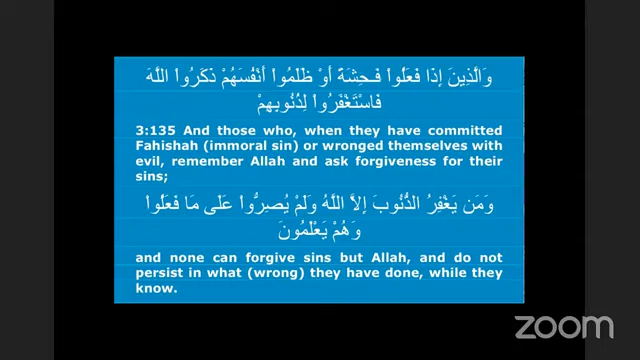 وَالَّذِينَ إِذَا فَعَلُواْ فَـحِشَةً أَوْ ظَلَمُواْ أَنْفُسَهُمْ ذَكَرُواْ اللَّهَ
فَاسْتَغْفَرُواْ لِذُنُوبِهِمْ
3:135 And those who, when they have committed
Fahishah (immoral sin) or wronged themselves with
evil, remember Allah and ask forgiveness for their
sins;
وَمَن يَغْفِرُ الذُّنُوبَ إِلاَّ اللَّهُ وَلَمْ يُصِرُّواْ عَلَى مَا فَعَلُواْ
وَهُمْ يَعْلَمُونَ
and none can forgive sins but Allah, and do not
persist in what (wrong) they have done, while they
know.
zoom